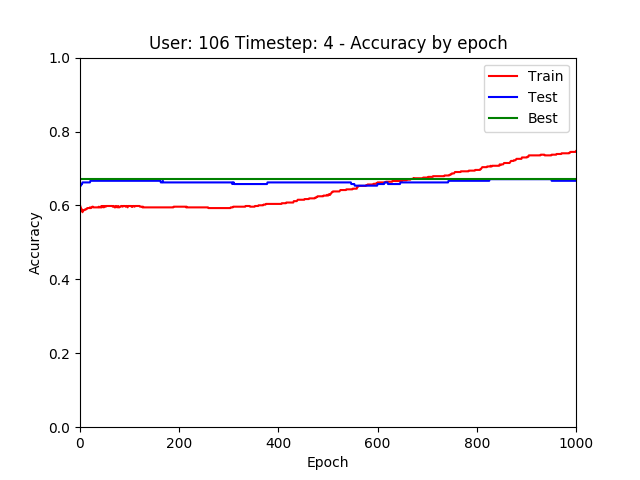 User: 106 Timestep: 4 - Accuracy by epoch
Train
Test
Best
1.0
0.8
0.6
0.4
0.2
0.0
Accuracy
0 200 400 600 800 1000
Epoch